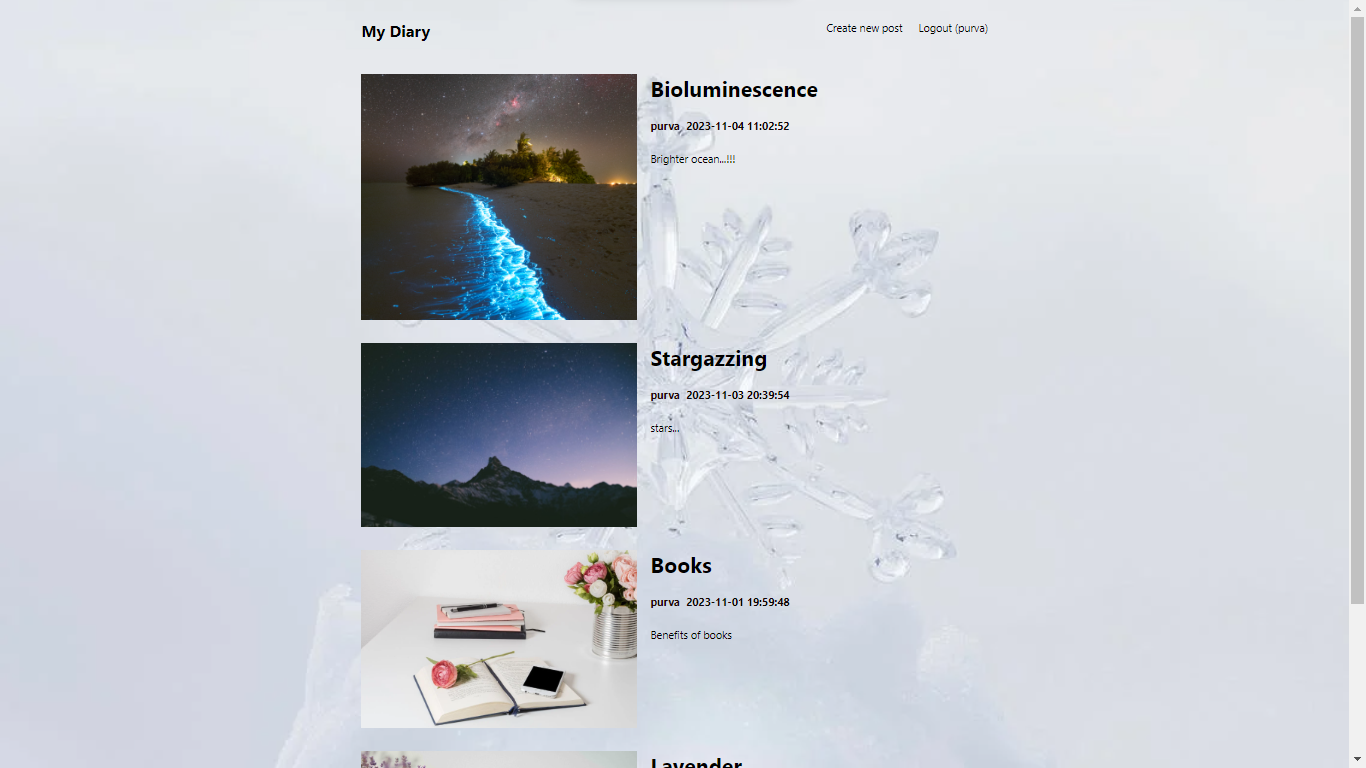 My Diary
Create new post Logout (purva)
Bioluminescence
purva 2023-11-04 11:02:52
Brighter ocean...!!!
Stargazzing
purva 2023-11-03 20:39:54
stars...
Books
purva 2023-11-01 19:59:48
Benefits of books
Lavender